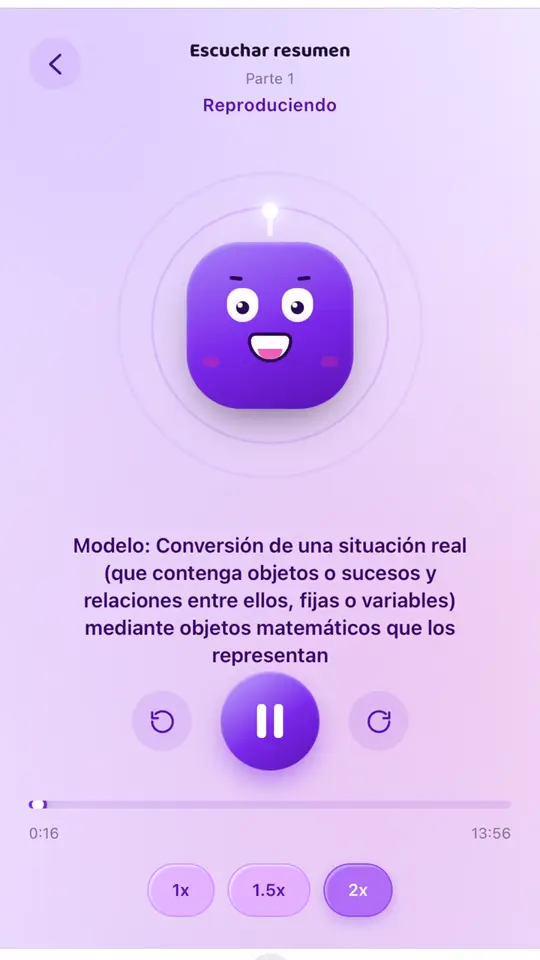 Escuchar resumen
Parte 1
Reproduciendo
Modelo: Conversión de una situación real
(que contenga objetos o sucesos y
relaciones entre ellos, fijas o variables)
mediante objetos matemáticos que los
representan
0:16 13:56
1x 1.5x 2x